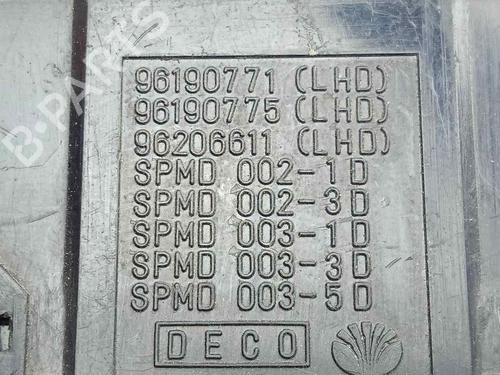 B-PARTS
96190771 (LHD)
96190775 (LHD)
96206611 (LHD)
SPMD 002-1D
SPMD 002-3D
SPMD 003-1D
SPMD 003-3D
SPMD 003-5D
DECO